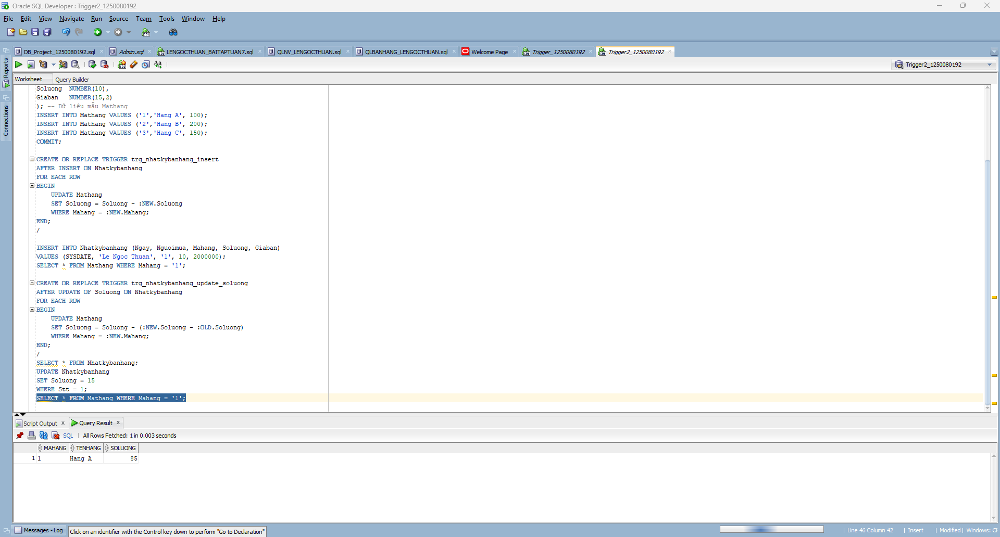 Oracle SQL Developer : Trigger2_1250080192
File Edit View Navigate Run Source Team Tools Window Help
DB_Project_1250080192.sql Admin.sql LENGOCTHUAN_BAITAPTUAN7.sql QLNV_LENGOCTHUAN.sql QLBANHANG_LENGOCTHUAN.sql Welcome Page Trigger_1250080192 Trigger2_1250080192
Reports
Connections
Trigger2_1250080192
Worksheet Query Builder
Soluong  NUMBER(10),
Giaban   NUMBER(15,2)
); -- Dữ liệu mẫu Mathang
INSERT INTO Mathang VALUES ('1','Hang A', 100);
INSERT INTO Mathang VALUES ('2','Hang B', 200);
INSERT INTO Mathang VALUES ('3','Hang C', 150);
COMMIT;
CREATE OR REPLACE TRIGGER trg_nhatkybanhang_insert
AFTER INSERT ON Nhatkybanhang
FOR EACH ROW
BEGIN
    UPDATE Mathang
    SET Soluong = Soluong - :NEW.Soluong
    WHERE Mahang = :NEW.Mahang;
END;
/
INSERT INTO Nhatkybanhang (Ngay, Nguoimua, Mahang, Soluong, Giaban)
VALUES (SYSDATE, 'Le Ngoc Thuan', '1', 10, 2000000);
SELECT * FROM Mathang WHERE Mahang = '1';
CREATE OR REPLACE TRIGGER trg_nhatkybanhang_update_soluong
AFTER UPDATE OF Soluong ON Nhatkybanhang
FOR EACH ROW
BEGIN
    UPDATE Mathang
    SET Soluong = Soluong - (:NEW.Soluong - :OLD.Soluong)
    WHERE Mahang = :NEW.Mahang;
END;
/
SELECT * FROM Nhatkybanhang;
UPDATE Nhatkybanhang
SET Soluong = 15
WHERE Stt = 1;
SELECT * FROM Mathang WHERE Mahang = '1';
Script Output x Query Result x
SQL All Rows Fetched: 1 in 0.003 seconds
MAHANG TENHANG SOLUONG
1 1 Hang A 85
Messages - Log Click on an identifier with the Control key down to perform "Go to Declaration" | Line 46 Column 42 | Insert | Modified | Windows: CF